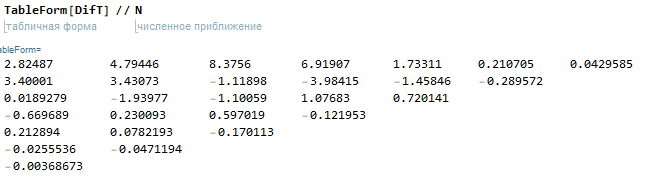 TableForm[DifT] // N
табличная форма численное приближение
ableForm=
2.82487 4.79446 8.3756 6.91907 1.73311 0.210705 0.0429585
3.40001 3.43073 -1.11898 -3.98415 -1.45846 -0.289572
0.0189279 -1.93977 -1.10059 1.07683 0.720141
-0.669689 0.230093 0.597019 -0.121953
0.212894 0.0782193 -0.170113
-0.0255536 -0.0471194
-0.00368673